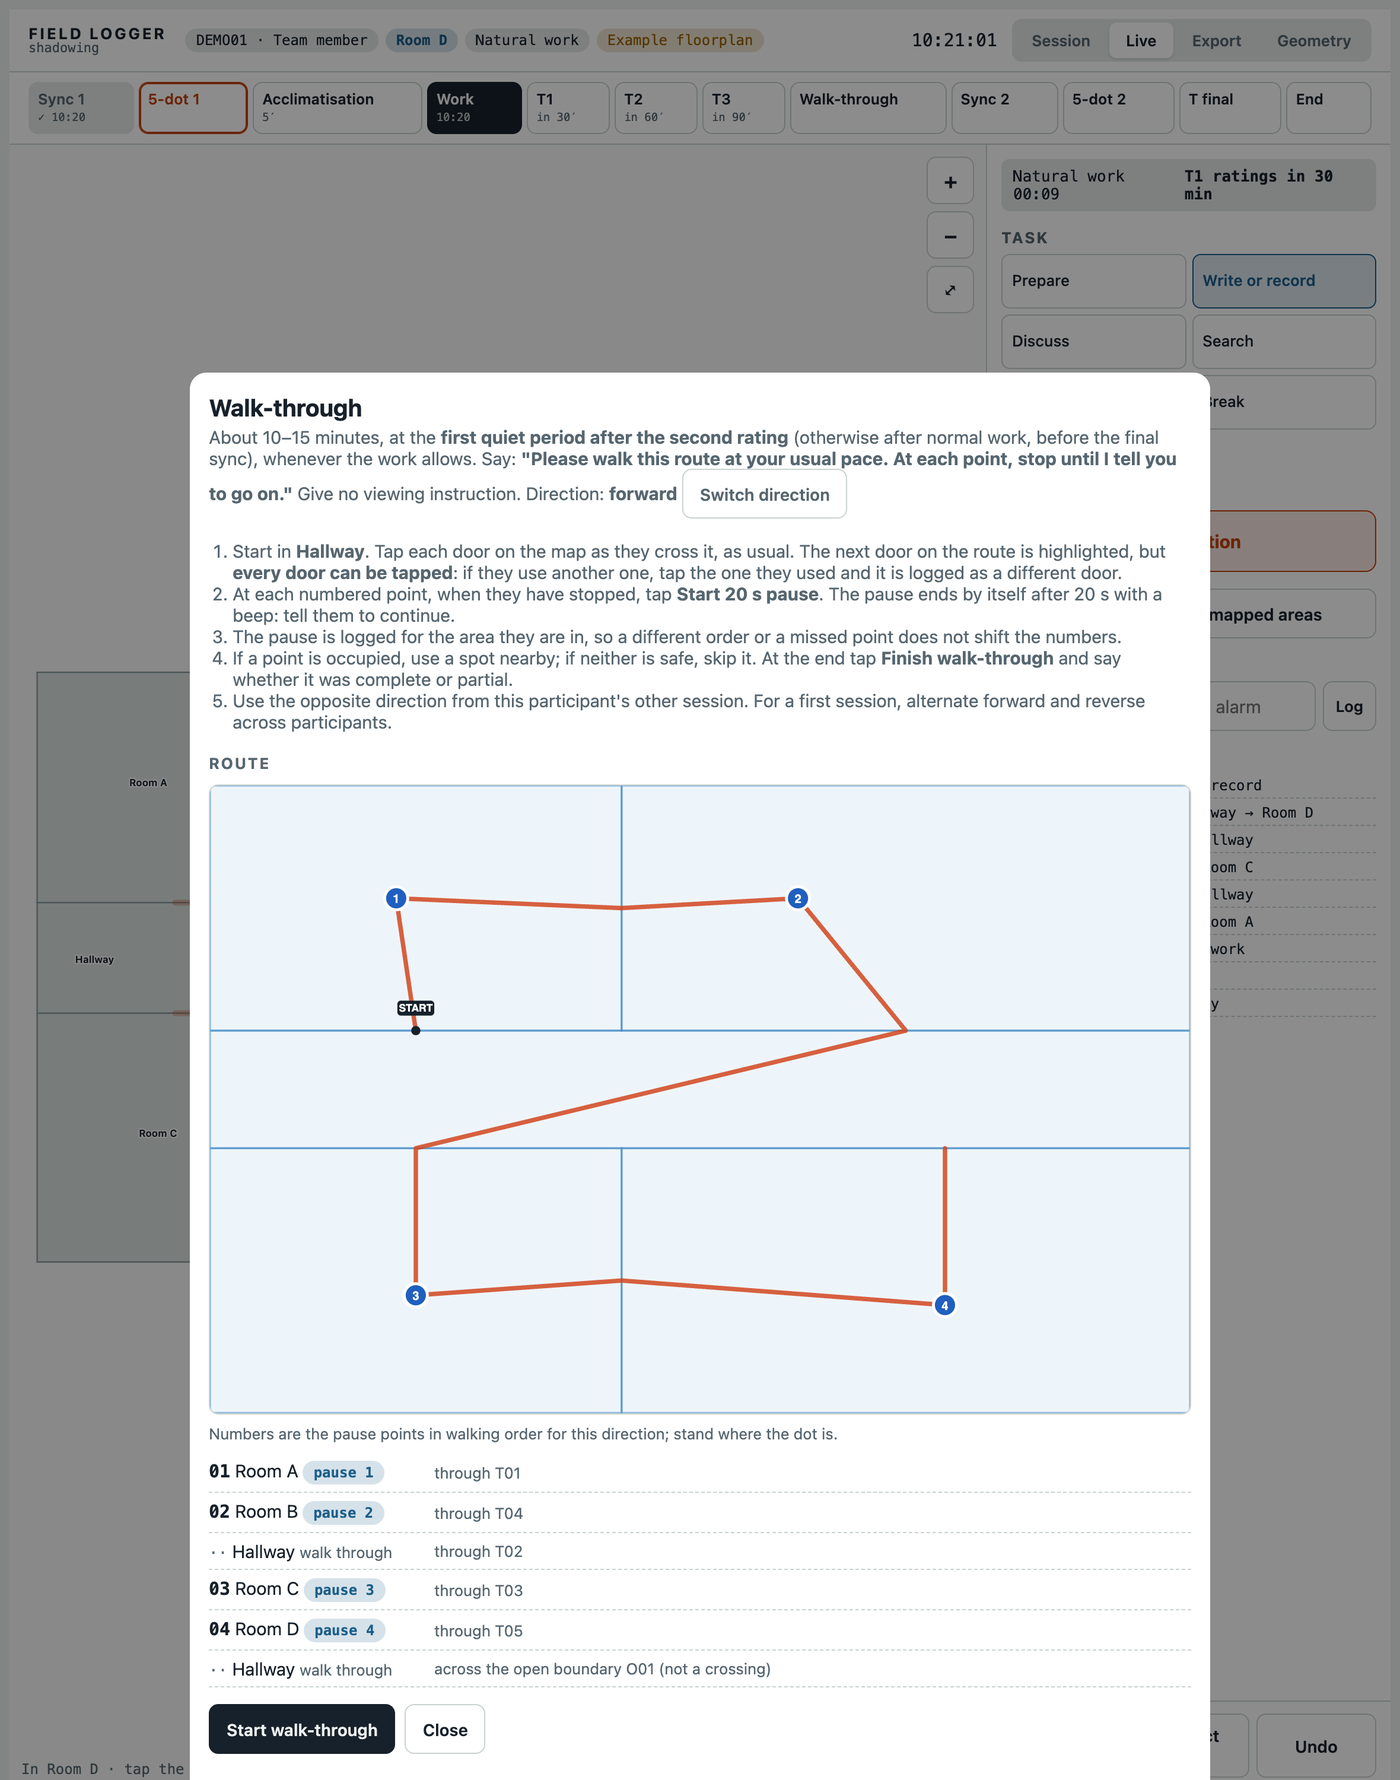 FIELD LOGGER
shadowing
DEMO01 · Team member
Room D
Natural work
Example floorplan
10:21:01
Session
Live
Export
Geometry
Sync 1
✓ 10:20
5-dot 1
Acclimatisation
5′
Work
10:20
T1
in 30′
T2
in 60′
T3
in 90′
Walk-through
Sync 2
5-dot 2
T final
End
+
−
⤢
Natural work 00:09
T1 ratings in 30 min
TASK
Prepare
Write or record
Discuss
Search
Break
tion
mapped areas
alarm
Log
record
way → Room D
llway
oom C
llway
oom A
work
y
Room A
Hallway
Room C
Walk-through
About 10–15 minutes, at the first quiet period after the second rating (otherwise after normal work, before the final
sync), whenever the work allows. Say: "Please walk this route at your usual pace. At each point, stop until I tell you
to go on." Give no viewing instruction. Direction: forward Switch direction
1. Start in Hallway. Tap each door on the map as they cross it, as usual. The next door on the route is highlighted, but
every door can be tapped: if they use another one, tap the one they used and it is logged as a different door.
2. At each numbered point, when they have stopped, tap Start 20 s pause. The pause ends by itself after 20 s with a
beep: tell them to continue.
3. The pause is logged for the area they are in, so a different order or a missed point does not shift the numbers.
4. If a point is occupied, use a spot nearby; if neither is safe, skip it. At the end tap Finish walk-through and say
whether it was complete or partial.
5. Use the opposite direction from this participant's other session. For a first session, alternate forward and reverse
across participants.
ROUTE
1
2
START
3
4
Numbers are the pause points in walking order for this direction; stand where the dot is.
01 Room A pause 1 through T01
02 Room B pause 2 through T04
·· Hallway walk through through T02
03 Room C pause 3 through T03
04 Room D pause 4 through T05
·· Hallway walk through across the open boundary O01 (not a crossing)
Start walk-through
Close
In Room D · tap the
ct
Undo